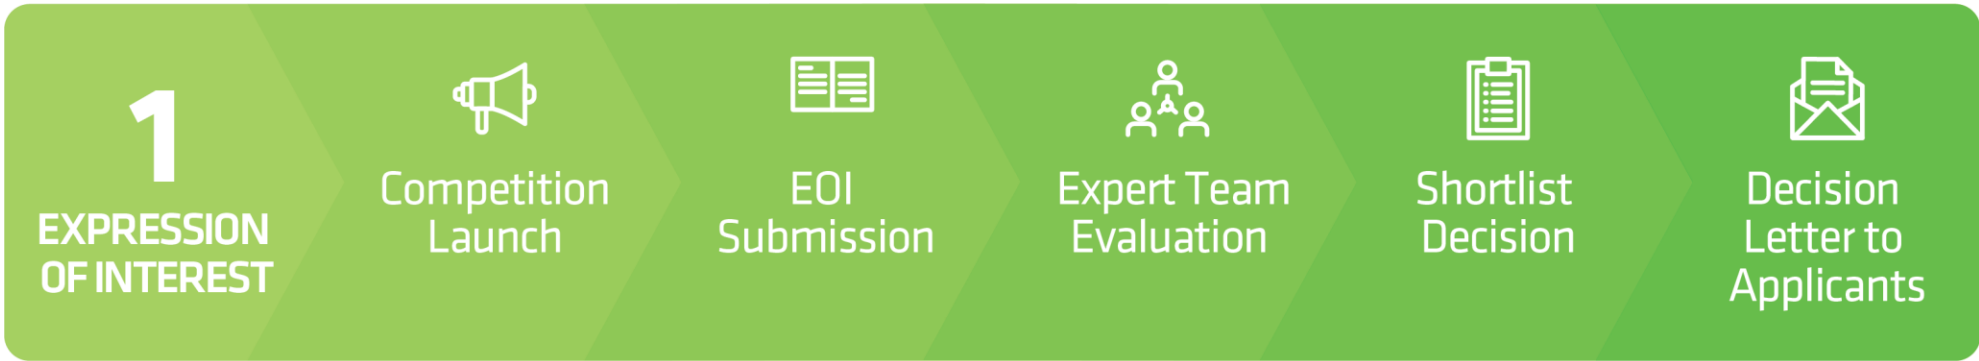 1
EXPRESSION
OF INTEREST
Competition
Launch
EOI
Submission
Expert Team
Evaluation
Shortlist
Decision
Decision
Letter to
Applicants